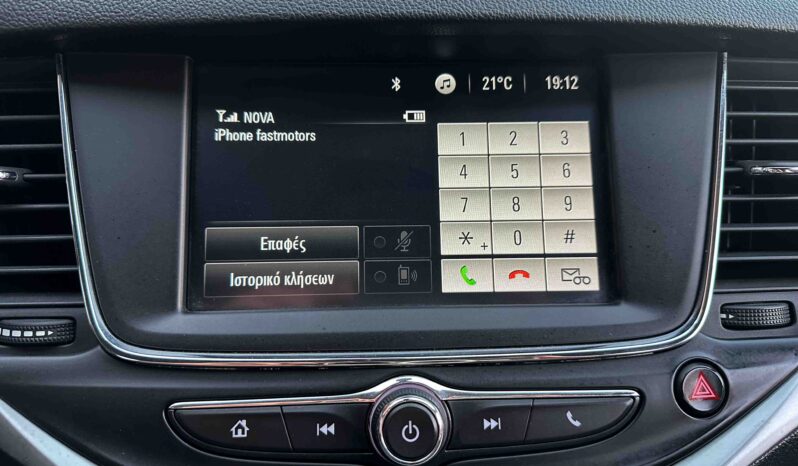 21°C 19:12
NOVA
iPhone fastmotors
1 2 3
4 5 6
7 8 9
* + 0 #
Επαφές
Ιστορικό κλήσεων